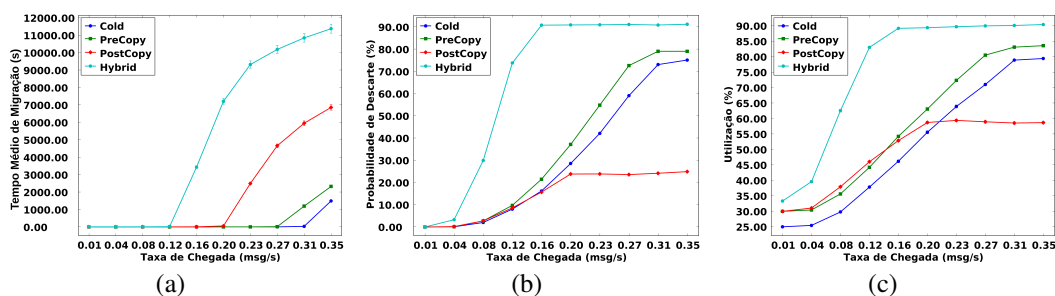 12000.00
11000.00
10000.00
9000.00
8000.00
7000.00
6000.00
5000.00
4000.00
3000.00
2000.00
1000.00
0.00
Tempo Médio de Migração (s)
Cold
PreCopy
PostCopy
Hybrid
0.01 0.04 0.08 0.12 0.16 0.20 0.23 0.27 0.31 0.35
Taxa de Chegada (msg/s)
(a)
90.00
80.00
70.00
60.00
50.00
40.00
30.00
20.00
10.00
0.00
Probabilidade de Descarte (%)
Cold
PreCopy
PostCopy
Hybrid
0.01 0.04 0.08 0.12 0.16 0.20 0.23 0.27 0.31 0.35
Taxa de Chegada (msg/s)
(b)
90.00
85.00
80.00
75.00
70.00
65.00
60.00
55.00
50.00
45.00
40.00
35.00
30.00
25.00
Utilização (%)
Cold
PreCopy
PostCopy
Hybrid
0.01 0.04 0.08 0.12 0.16 0.20 0.23 0.27 0.31 0.35
Taxa de Chegada (msg/s)
(c)